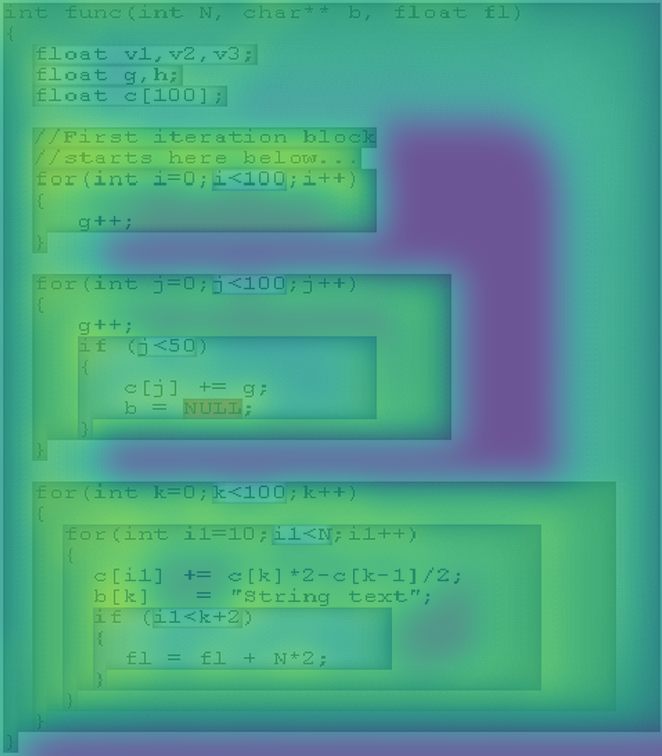 int func(int N, char** b, float fl)
{
float v1,v2,v3;
float g,h;
float c[100];
//First iteration block
//starts here below...
for(int i=0;i<100;i++)
{
g++;
}
for(int j=0;j<100;j++)
{
g++;
if (j<50)
{
c[j] += g;
b = NULL;
}
}
for(int k=0;k<100;k++)
{
for(int i1=10;i1<N;i1++)
{
c[i1] += c[k]*2-c[k-1]/2;
b[k] = "String text";
if (i1<k+2)
{
fl = fl + N*2;
}
}
}
}